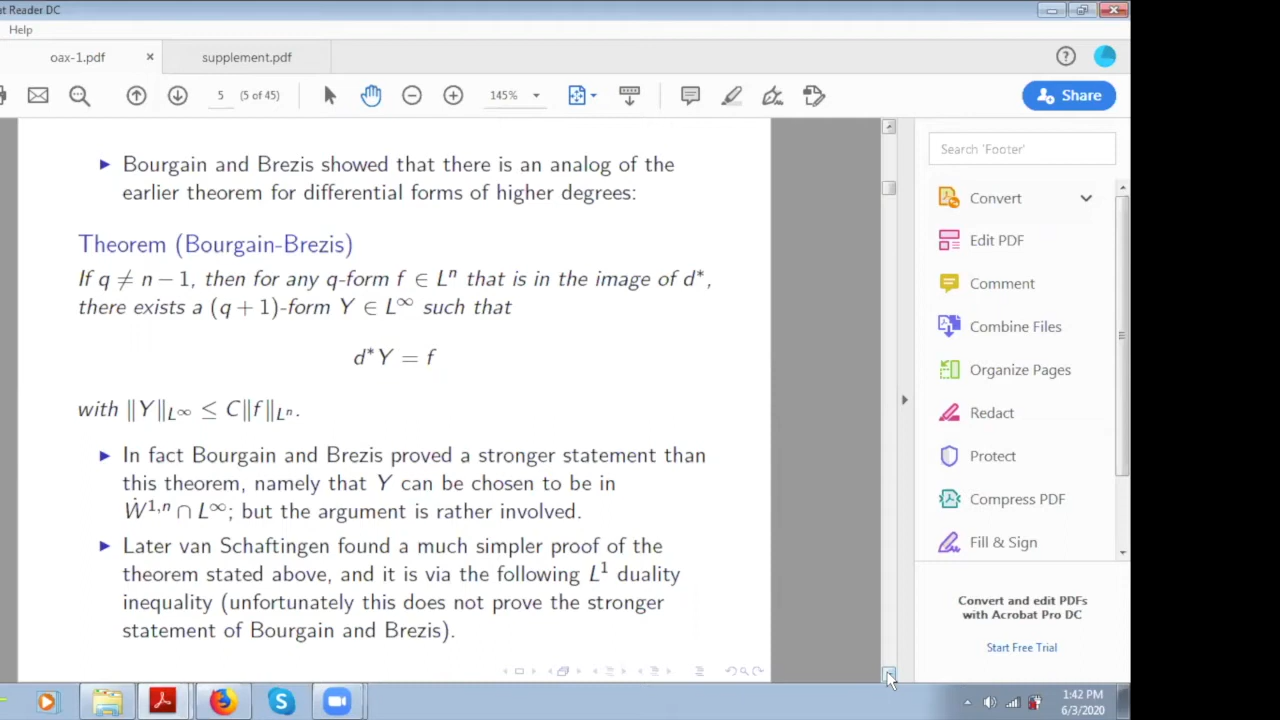 nt Reader DC
Help
oax-1.pdf × supplement.pdf
5 (5 of 45) 145% Share
▶ Bourgain and Brezis showed that there is an analog of the
earlier theorem for differential forms of higher degrees:
Theorem (Bourgain-Brezis)
If q ≠ n − 1, then for any q-form f ∈ Lⁿ that is in the image of d*,
there exists a (q + 1)-form Y ∈ L^∞ such that
d*Y = f
with ‖Y‖_{L^∞} ≤ C‖f‖_{Lⁿ}.
▶ In fact Bourgain and Brezis proved a stronger statement than
this theorem, namely that Y can be chosen to be in
Ẇ^{1,n} ∩ L^∞; but the argument is rather involved.
▶ Later van Schaftingen found a much simpler proof of the
theorem stated above, and it is via the following L¹ duality
inequality (unfortunately this does not prove the stronger
statement of Bourgain and Brezis).
Search 'Footer'
Convert
Edit PDF
Comment
Combine Files
Organize Pages
Redact
Protect
Compress PDF
Fill & Sign
Convert and edit PDFs
with Acrobat Pro DC
Start Free Trial
1:42 PM
6/3/2020